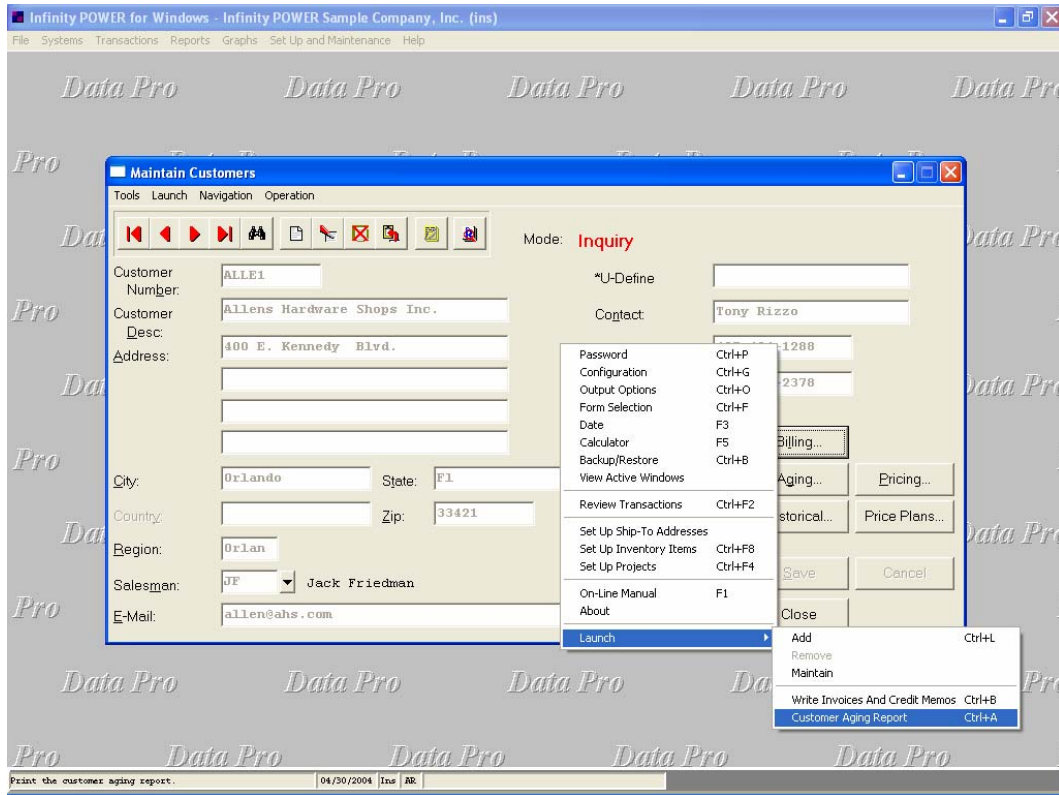 Infinity POWER for Windows - Infinity POWER Sample Company, Inc. (ins)
File Systems Transactions Reports Graphs Set Up and Maintenance Help
Data Pro Data Pro Data Pro Data Pro Data Pro
Pro
Maintain Customers
Tools Launch Navigation Operation
Mode: Inquiry
Customer Number: ALLE1
*U-Define
Customer Desc: Allens Hardware Shops Inc.
Contact: Tony Rizzo
Address: 400 E. Kennedy Blvd.
-1288
-2378
Billing...
City: Orlando State: Fl
Aging... Pricing...
Country: Zip: 33421
storical... Price Plans...
Region: Orlan
Salesman: JF Jack Friedman
Save Cancel
E-Mail: allen@ahs.com
Close
Password Ctrl+P
Configuration Ctrl+G
Output Options Ctrl+O
Form Selection Ctrl+F
Date F3
Calculator F5
Backup/Restore Ctrl+B
View Active Windows
Review Transactions Ctrl+F2
Set Up Ship-To Addresses
Set Up Inventory Items Ctrl+F8
Set Up Projects Ctrl+F4
On-Line Manual F1
About
Launch
Add Ctrl+L
Remove
Maintain
Write Invoices And Credit Memos Ctrl+B
Customer Aging Report Ctrl+A
Pro
Pro
Pro
Data Pro Data Pro Data Pro
Pro Data Pro Data Pro Data Pro Data Pro
Print the customer aging report. 04/30/2004 Ins AR